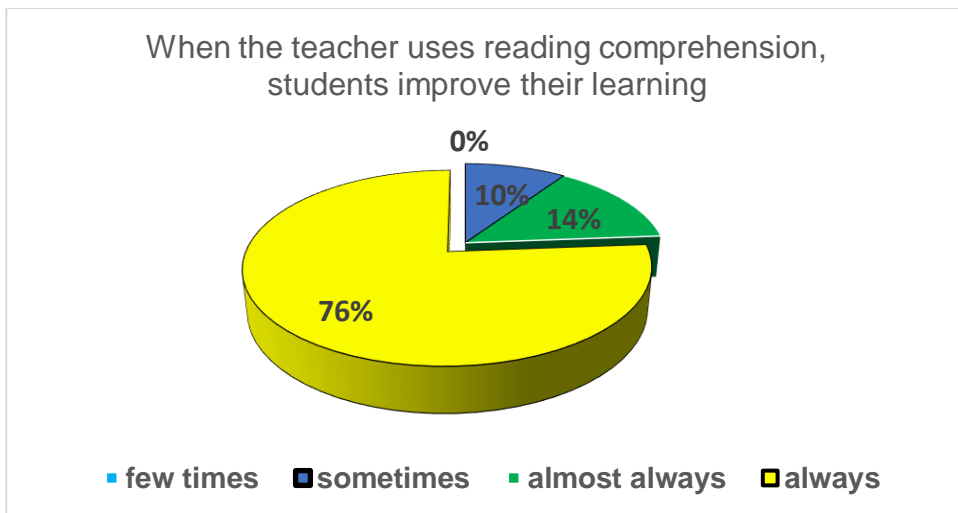 When the teacher uses reading comprehension,
students improve their learning
0%
10%
14%
76%
few times sometimes almost always always